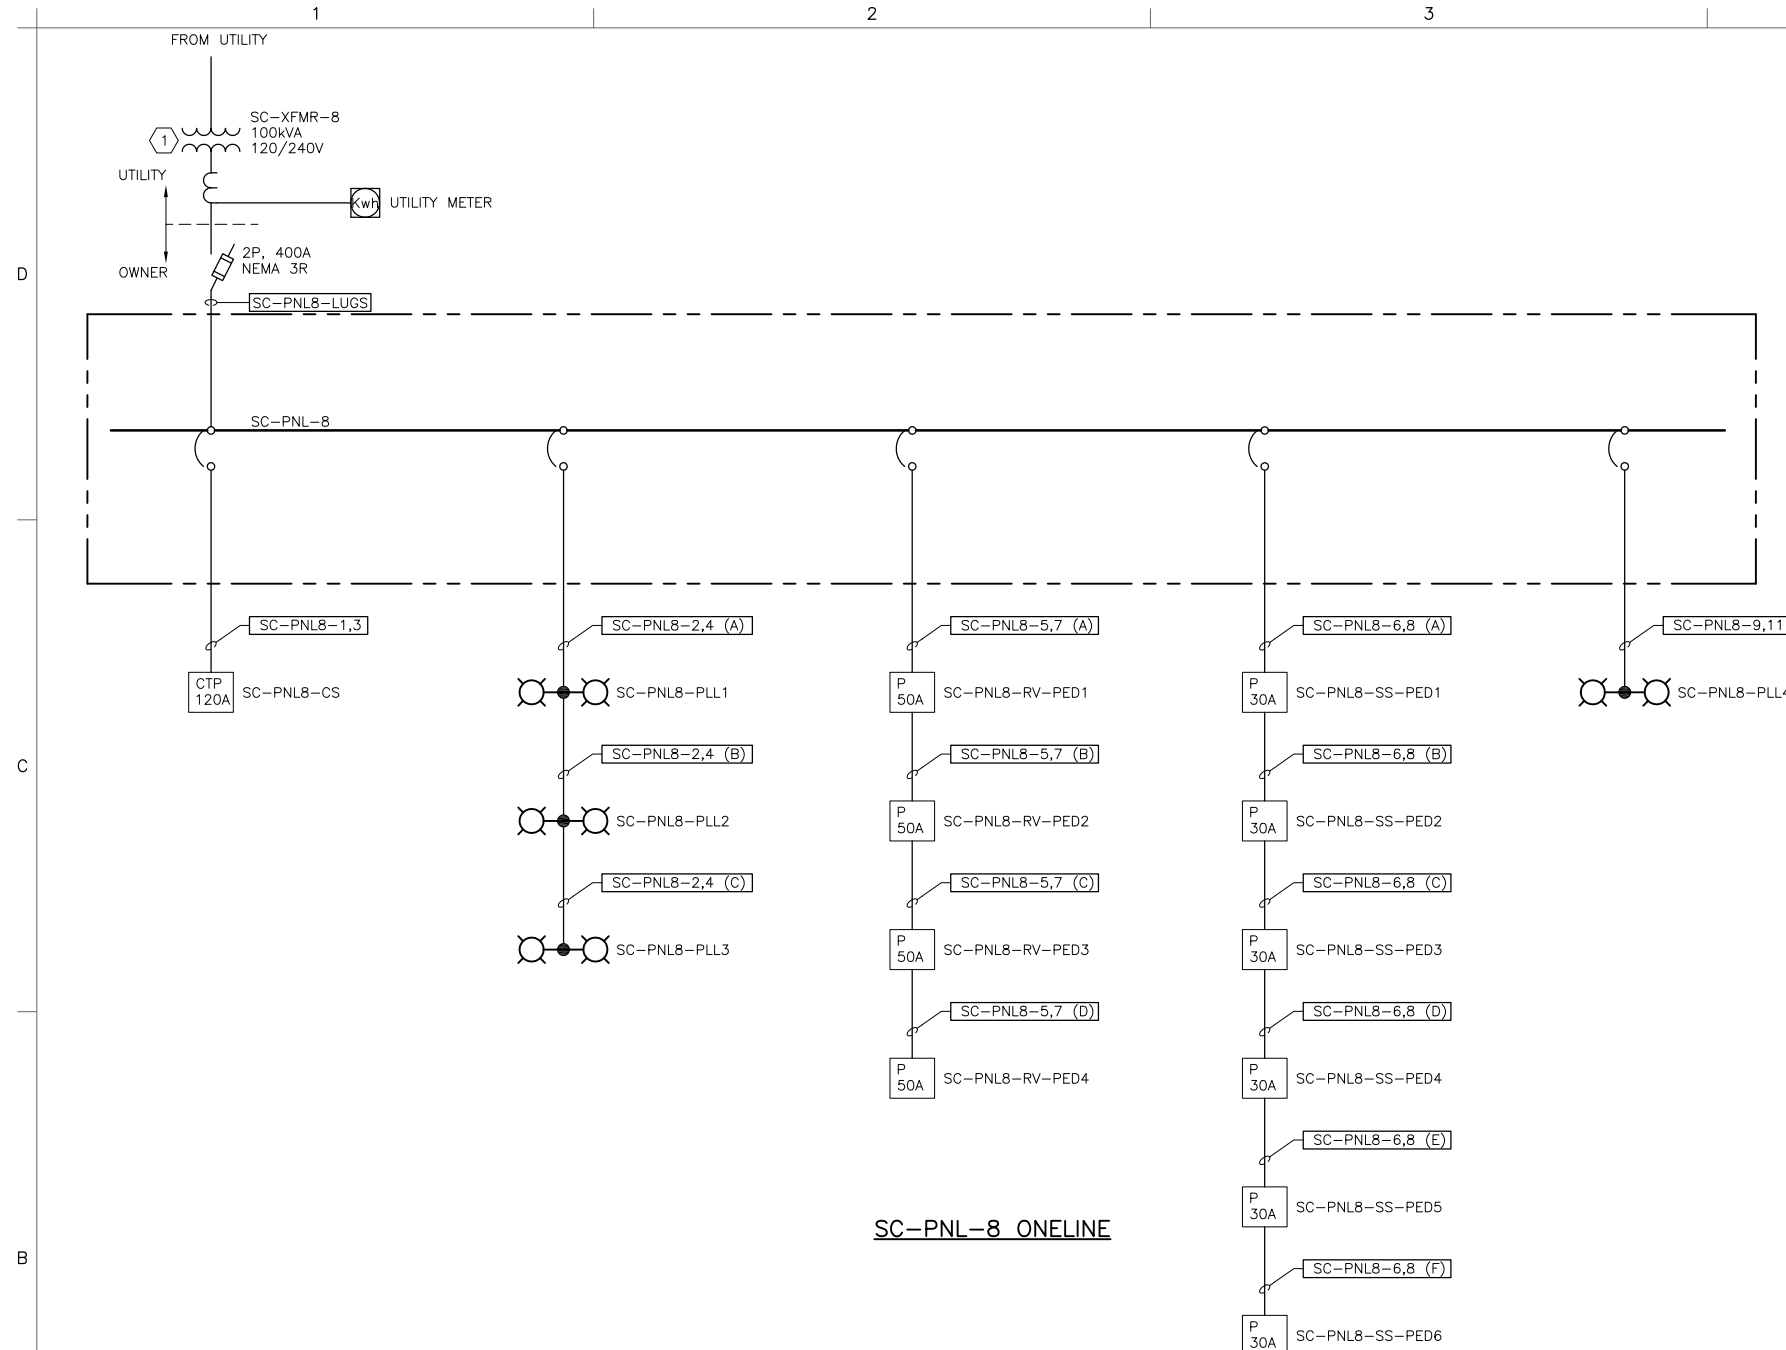 1
2
3
FROM UTILITY
SC-XFMR-8
100kVA
120/240V
1
UTILITY
Kwh UTILITY METER
2P, 400A
NEMA 3R
OWNER
D
SC-PNL8-LUGS
SC-PNL-8
SC-PNL8-1,3
SC-PNL8-2,4 (A)
SC-PNL8-5,7 (A)
SC-PNL8-6,8 (A)
SC-PNL8-9,11
CTP
120A
SC-PNL8-CS
SC-PNL8-PLL1
P
50A
SC-PNL8-RV-PED1
P
30A
SC-PNL8-SS-PED1
SC-PNL8-PLL4
C
SC-PNL8-2,4 (B)
SC-PNL8-5,7 (B)
SC-PNL8-6,8 (B)
SC-PNL8-PLL2
P
50A
SC-PNL8-RV-PED2
P
30A
SC-PNL8-SS-PED2
SC-PNL8-2,4 (C)
SC-PNL8-5,7 (C)
SC-PNL8-6,8 (C)
SC-PNL8-PLL3
P
50A
SC-PNL8-RV-PED3
P
30A
SC-PNL8-SS-PED3
SC-PNL8-5,7 (D)
SC-PNL8-6,8 (D)
P
50A
SC-PNL8-RV-PED4
P
30A
SC-PNL8-SS-PED4
SC-PNL8-6,8 (E)
P
30A
SC-PNL8-SS-PED5
SC-PNL-8 ONELINE
B
SC-PNL8-6,8 (F)
P
30A
SC-PNL8-SS-PED6